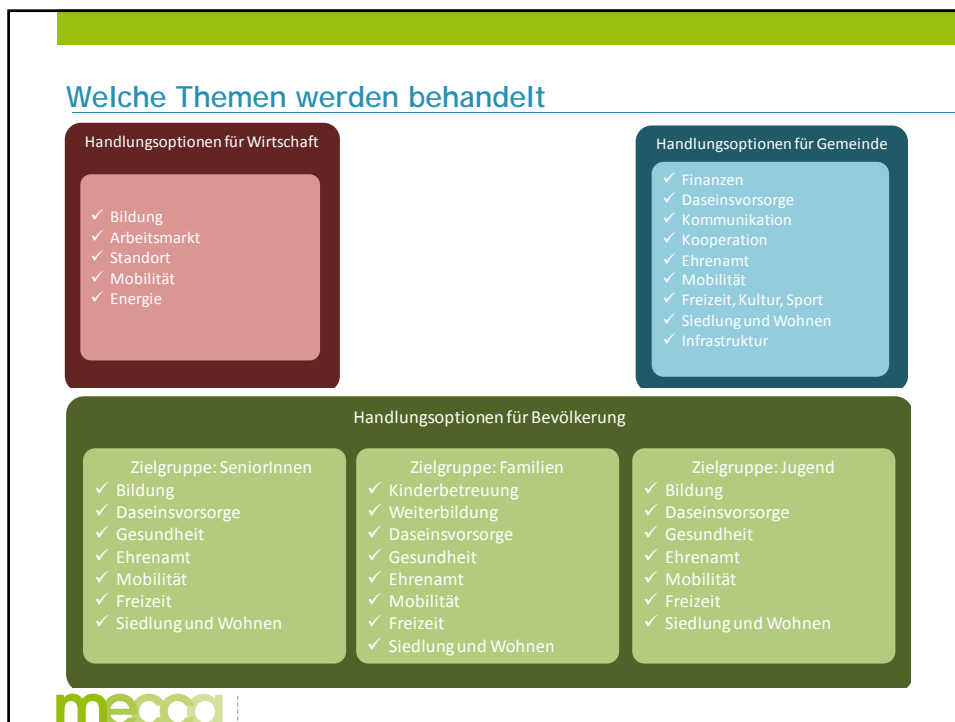 Welche Themen werden behandelt
Handlungsoptionen für Wirtschaft
✓ Bildung
✓ Arbeitsmarkt
✓ Standort
✓ Mobilität
✓ Energie
Handlungsoptionen für Gemeinde
✓ Finanzen
✓ Daseinsvorsorge
✓ Kommunikation
✓ Kooperation
✓ Ehrenamt
✓ Mobilität
✓ Freizeit, Kultur, Sport
✓ Siedlung und Wohnen
✓ Infrastruktur
Handlungsoptionen für Bevölkerung
Zielgruppe: SeniorInnen
✓ Bildung
✓ Daseinsvorsorge
✓ Gesundheit
✓ Ehrenamt
✓ Mobilität
✓ Freizeit
✓ Siedlung und Wohnen
Zielgruppe: Familien
✓ Kinderbetreuung
✓ Weiterbildung
✓ Daseinsvorsorge
✓ Gesundheit
✓ Ehrenamt
✓ Mobilität
✓ Freizeit
✓ Siedlung und Wohnen
Zielgruppe: Jugend
✓ Bildung
✓ Daseinsvorsorge
✓ Gesundheit
✓ Ehrenamt
✓ Mobilität
✓ Freizeit
✓ Siedlung und Wohnen
mecca